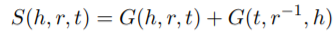 S(h, r, t) = G(h, r, t) + G(t, r⁻¹, h)